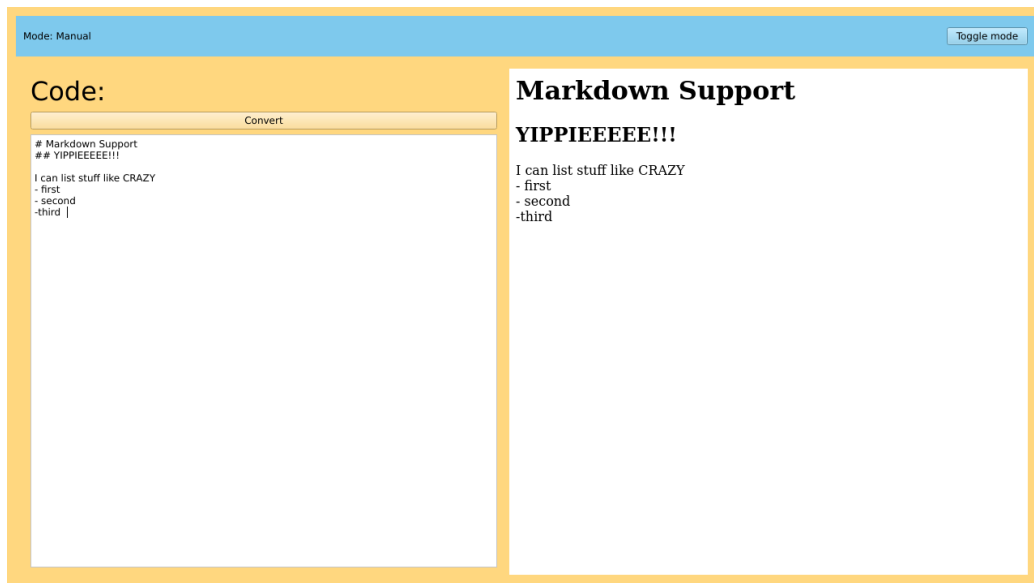 Mode: Manual
Toggle mode
Code:
Convert
# Markdown Support
## YIPPIEEEEE!!!
I can list stuff like CRAZY
- first
- second
-third
Markdown Support
YIPPIEEEEE!!!
I can list stuff like CRAZY
- first
- second
-third